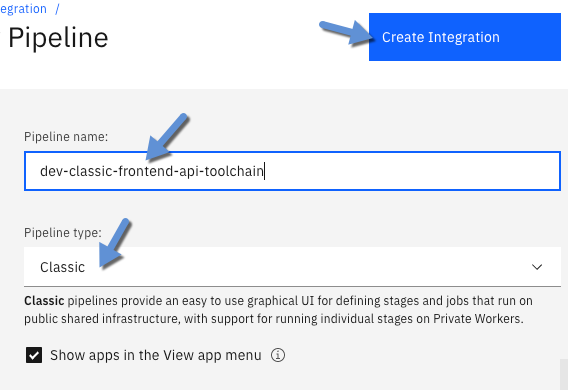 egration /
Pipeline
Create Integration
Pipeline name:
dev-classic-frontend-api-toolchain
Pipeline type:
Classic
Classic pipelines provide an easy to use graphical UI for defining stages and jobs that run on
public shared infrastructure, with support for running individual stages on Private Workers.
Show apps in the View app menu